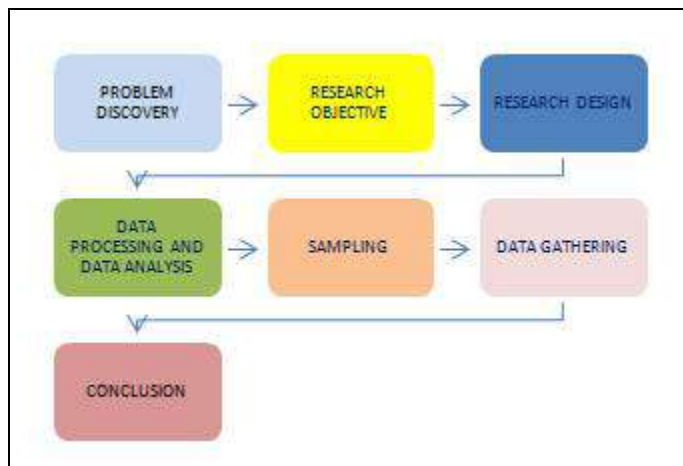 PROBLEM
DISCOVERY
RESEARCH
OBJECTIVE
RESEARCH DESIGN
DATA
PROCESSING AND
DATA ANALYSIS
SAMPLING
DATA GATHERING
CONCLUSION